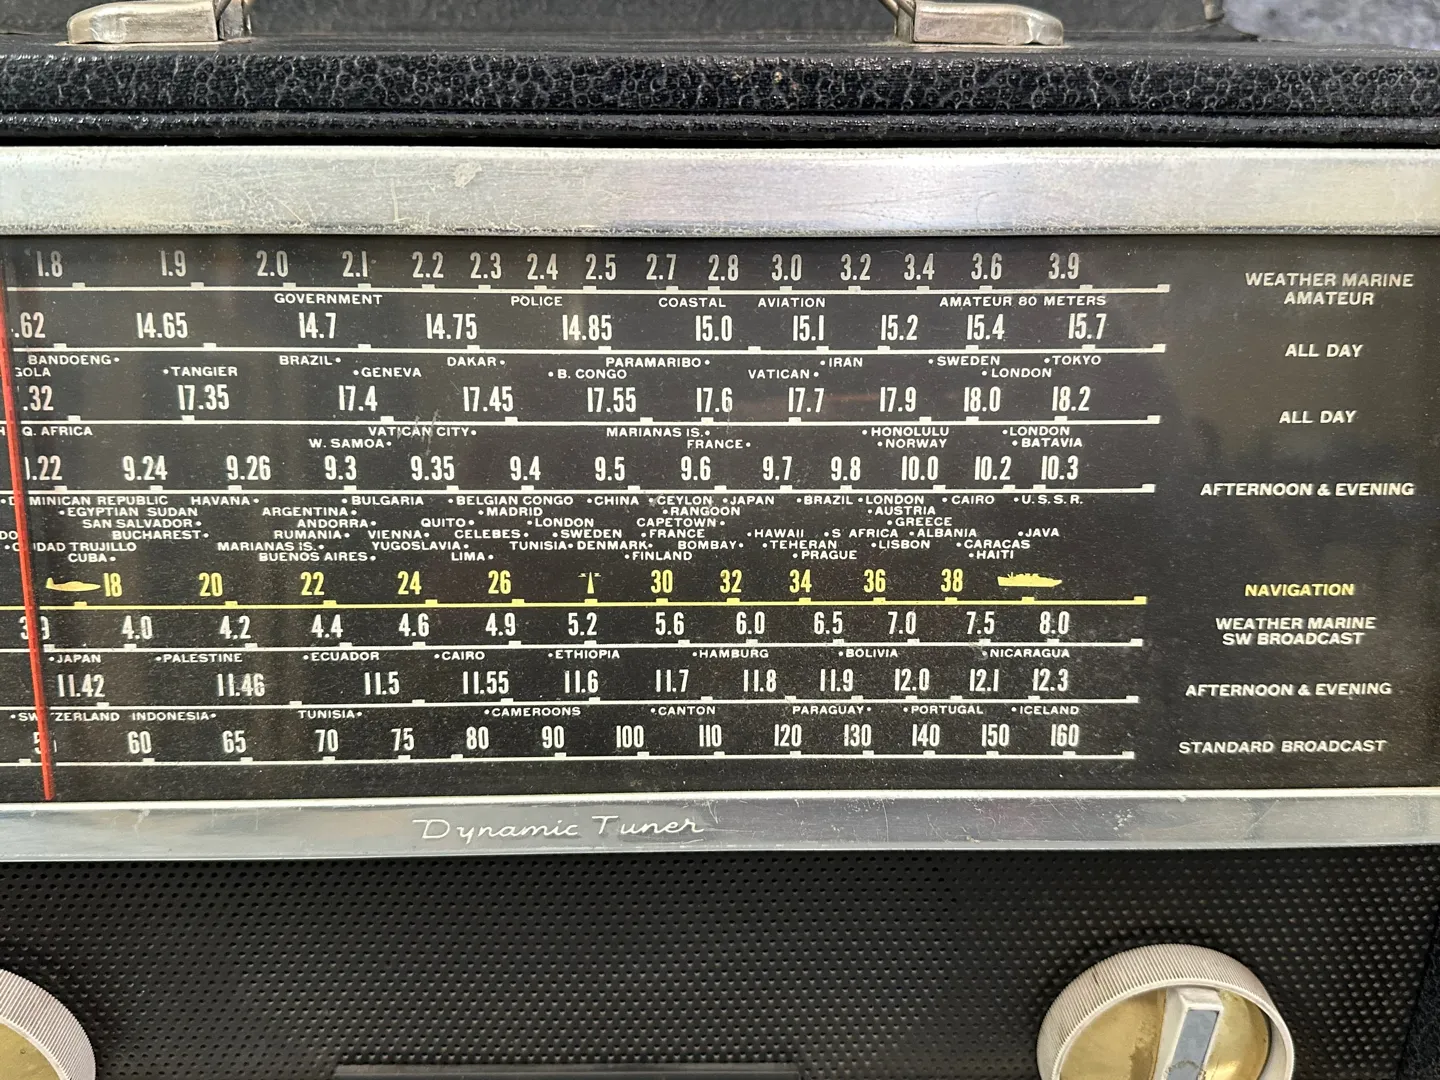 1.8 1.9 2.0 2.1 2.2 2.3 2.4 2.5 2.7 2.8 3.0 3.2 3.4 3.6 3.9 WEATHER MARINE
GOVERNMENT POLICE COASTAL AVIATION AMATEUR 80 METERS AMATEUR
.62 14.65 14.7 14.75 14.85 15.0 15.1 15.2 15.4 15.7 ALL DAY
BANDOENG• BRAZIL• DAKAR• PARAMARIBO• •IRAN •SWEDEN •TOKYO
GOLA •TANGIER •GENEVA •B. CONGO VATICAN• •LONDON
.32 17.35 17.4 17.45 17.55 17.6 17.7 17.9 18.0 18.2 ALL DAY
Q. AFRICA VATICAN CITY• MARIANAS IS.• •HONOLULU •LONDON
W. SAMOA• FRANCE• •NORWAY •BATAVIA
.22 9.24 9.26 9.3 9.35 9.4 9.5 9.6 9.7 9.8 10.0 10.2 10.3 AFTERNOON & EVENING
MINICAN REPUBLIC HAVANA• •BULGARIA •BELGIAN CONGO •CHINA •CEYLON •JAPAN •BRAZIL •LONDON •CAIRO •U.S.S.R.
•EGYPTIAN SUDAN ARGENTINA• •MADRID •RANGOON •AUSTRIA
SAN SALVADOR• ANDORRA• QUITO• •LONDON CAPETOWN• •GREECE
BUCHAREST• RUMANIA• VIENNA• CELEBES• •SWEDEN •FRANCE •HAWAII •S AFRICA •ALBANIA •JAVA
DAD TRUJILLO MARIANAS IS.• YUGOSLAVIA• TUNISIA• DENMARK• BOMBAY• •TEHERAN •LISBON •CARACAS
CUBA• BUENOS AIRES• LIMA• •FINLAND •PRAGUE •HAITI
18 20 22 24 26 30 32 34 36 38 NAVIGATION
4.0 4.2 4.4 4.6 4.9 5.2 5.6 6.0 6.5 7.0 7.5 8.0 WEATHER MARINE
SW BROADCAST
•JAPAN •PALESTINE •ECUADOR •CAIRO •ETHIOPIA •HAMBURG •BOLIVIA •NICARAGUA
11.42 11.46 11.5 11.55 11.6 11.7 11.8 11.9 12.0 12.1 12.3 AFTERNOON & EVENING
•SWITZERLAND INDONESIA• TUNISIA• •CAMEROONS •CANTON PARAGUAY• •PORTUGAL •ICELAND
60 65 70 75 80 90 100 110 120 130 140 150 160 STANDARD BROADCAST
Dynamic Tuner